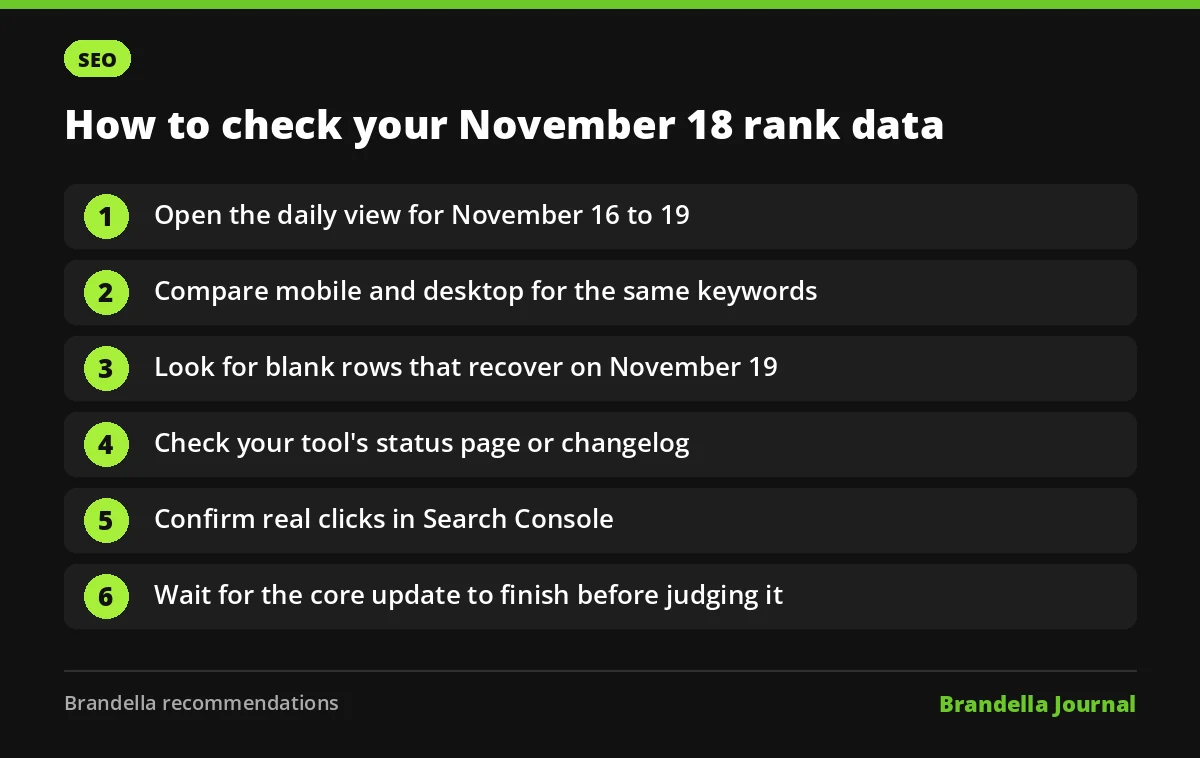 SEO
How to check your November 18 rank data
1 Open the daily view for November 16 to 19
2 Compare mobile and desktop for the same keywords
3 Look for blank rows that recover on November 19
4 Check your tool's status page or changelog
5 Confirm real clicks in Search Console
6 Wait for the core update to finish before judging it
Brandella recommendations
Brandella Journal